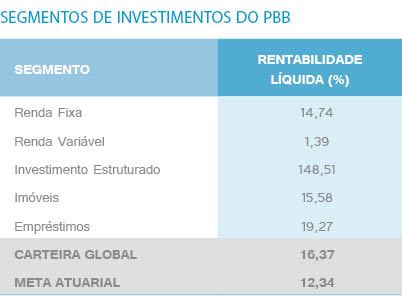 SEGMENTOS DE INVESTIMENTOS DO PBB
SEGMENTO RENTABILIDADE LÍQUIDA (%)
Renda Fixa 14,74
Renda Variável 1,39
Investimento Estruturado 148,51
Imóveis 15,58
Empréstimos 19,27
CARTEIRA GLOBAL 16,37
META ATUARIAL 12,34